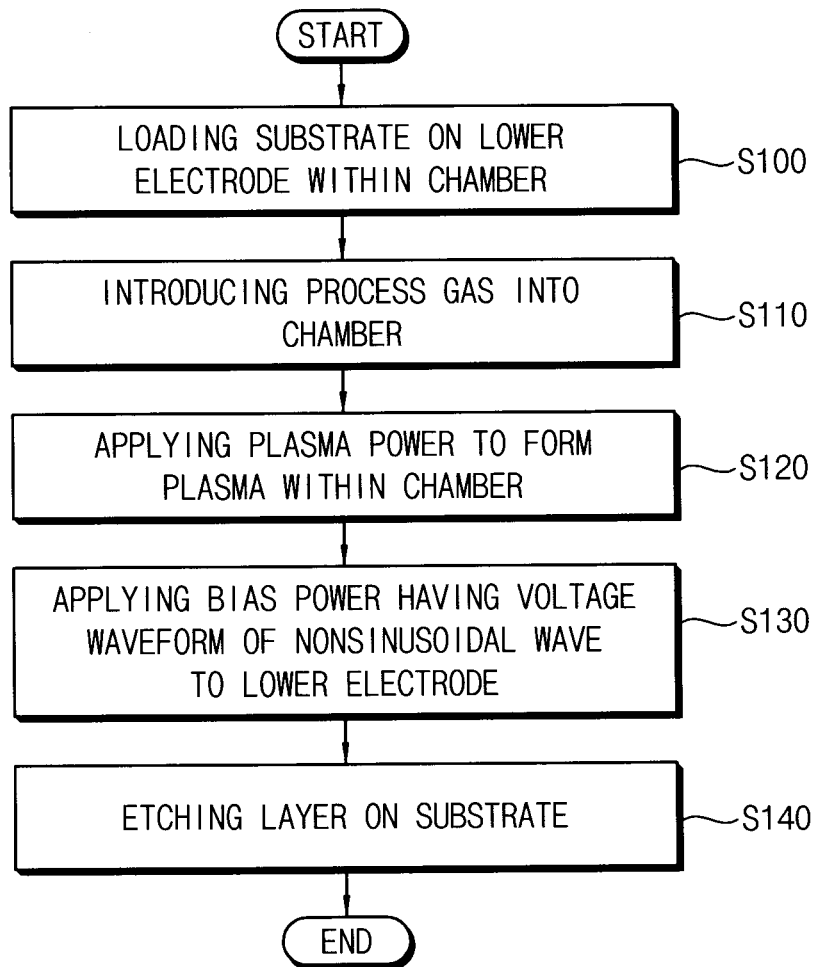 START
LOADING SUBSTRATE ON LOWER
ELECTRODE WITHIN CHAMBER
S100
INTRODUCING PROCESS GAS INTO
CHAMBER
S110
APPLYING PLASMA POWER TO FORM
PLASMA WITHIN CHAMBER
S120
APPLYING BIAS POWER HAVING VOLTAGE
WAVEFORM OF NONSINUSOIDAL WAVE
TO LOWER ELECTRODE
S130
ETCHING LAYER ON SUBSTRATE
S140
END